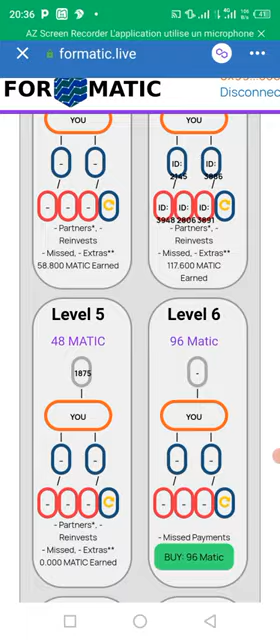 20:36
AZ Screen Recorder L'application utilise un microphone
formatic.live
FOR MATIC
Disconnec
YOU
YOU
-
-
ID: 2145
ID: 3886
-
-
-
ID: 3948
ID: 2806
ID: 3891
- Partners*, -
Reinvests
- Missed, - Extras**
58.800 MATIC Earned
- Partners*, -
Reinvests
- Missed, - Extras**
117.600 MATIC
Earned
Level 5
48 MATIC
1875
YOU
-
-
-
-
-
- Partners*, -
Reinvests
- Missed, - Extras**
0.000 MATIC Earned
Level 6
96 Matic
-
YOU
-
-
-
-
-
- Missed Payments
BUY: 96 Matic